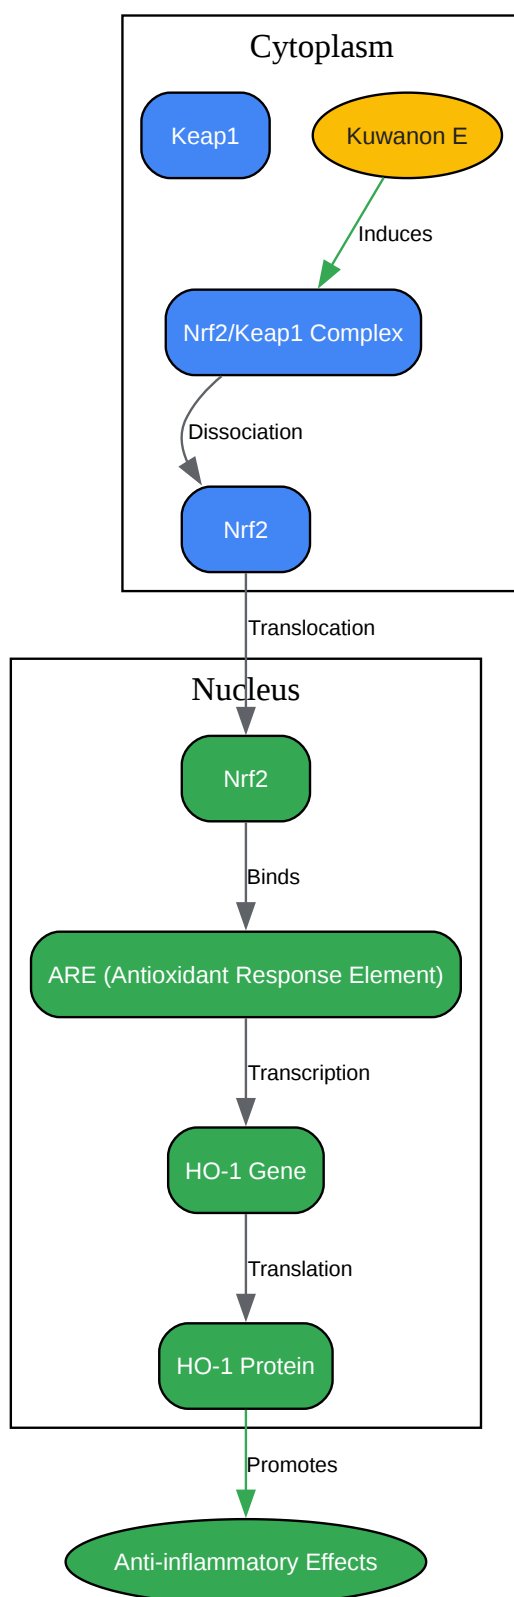 Cytoplasm
Keap1
Kuwanon E
Induces
Nrf2/Keap1 Complex
Dissociation
Nrf2
Translocation
Nucleus
Nrf2
Binds
ARE (Antioxidant Response Element)
Transcription
HO-1 Gene
Translation
HO-1 Protein
Promotes
Anti-inflammatory Effects